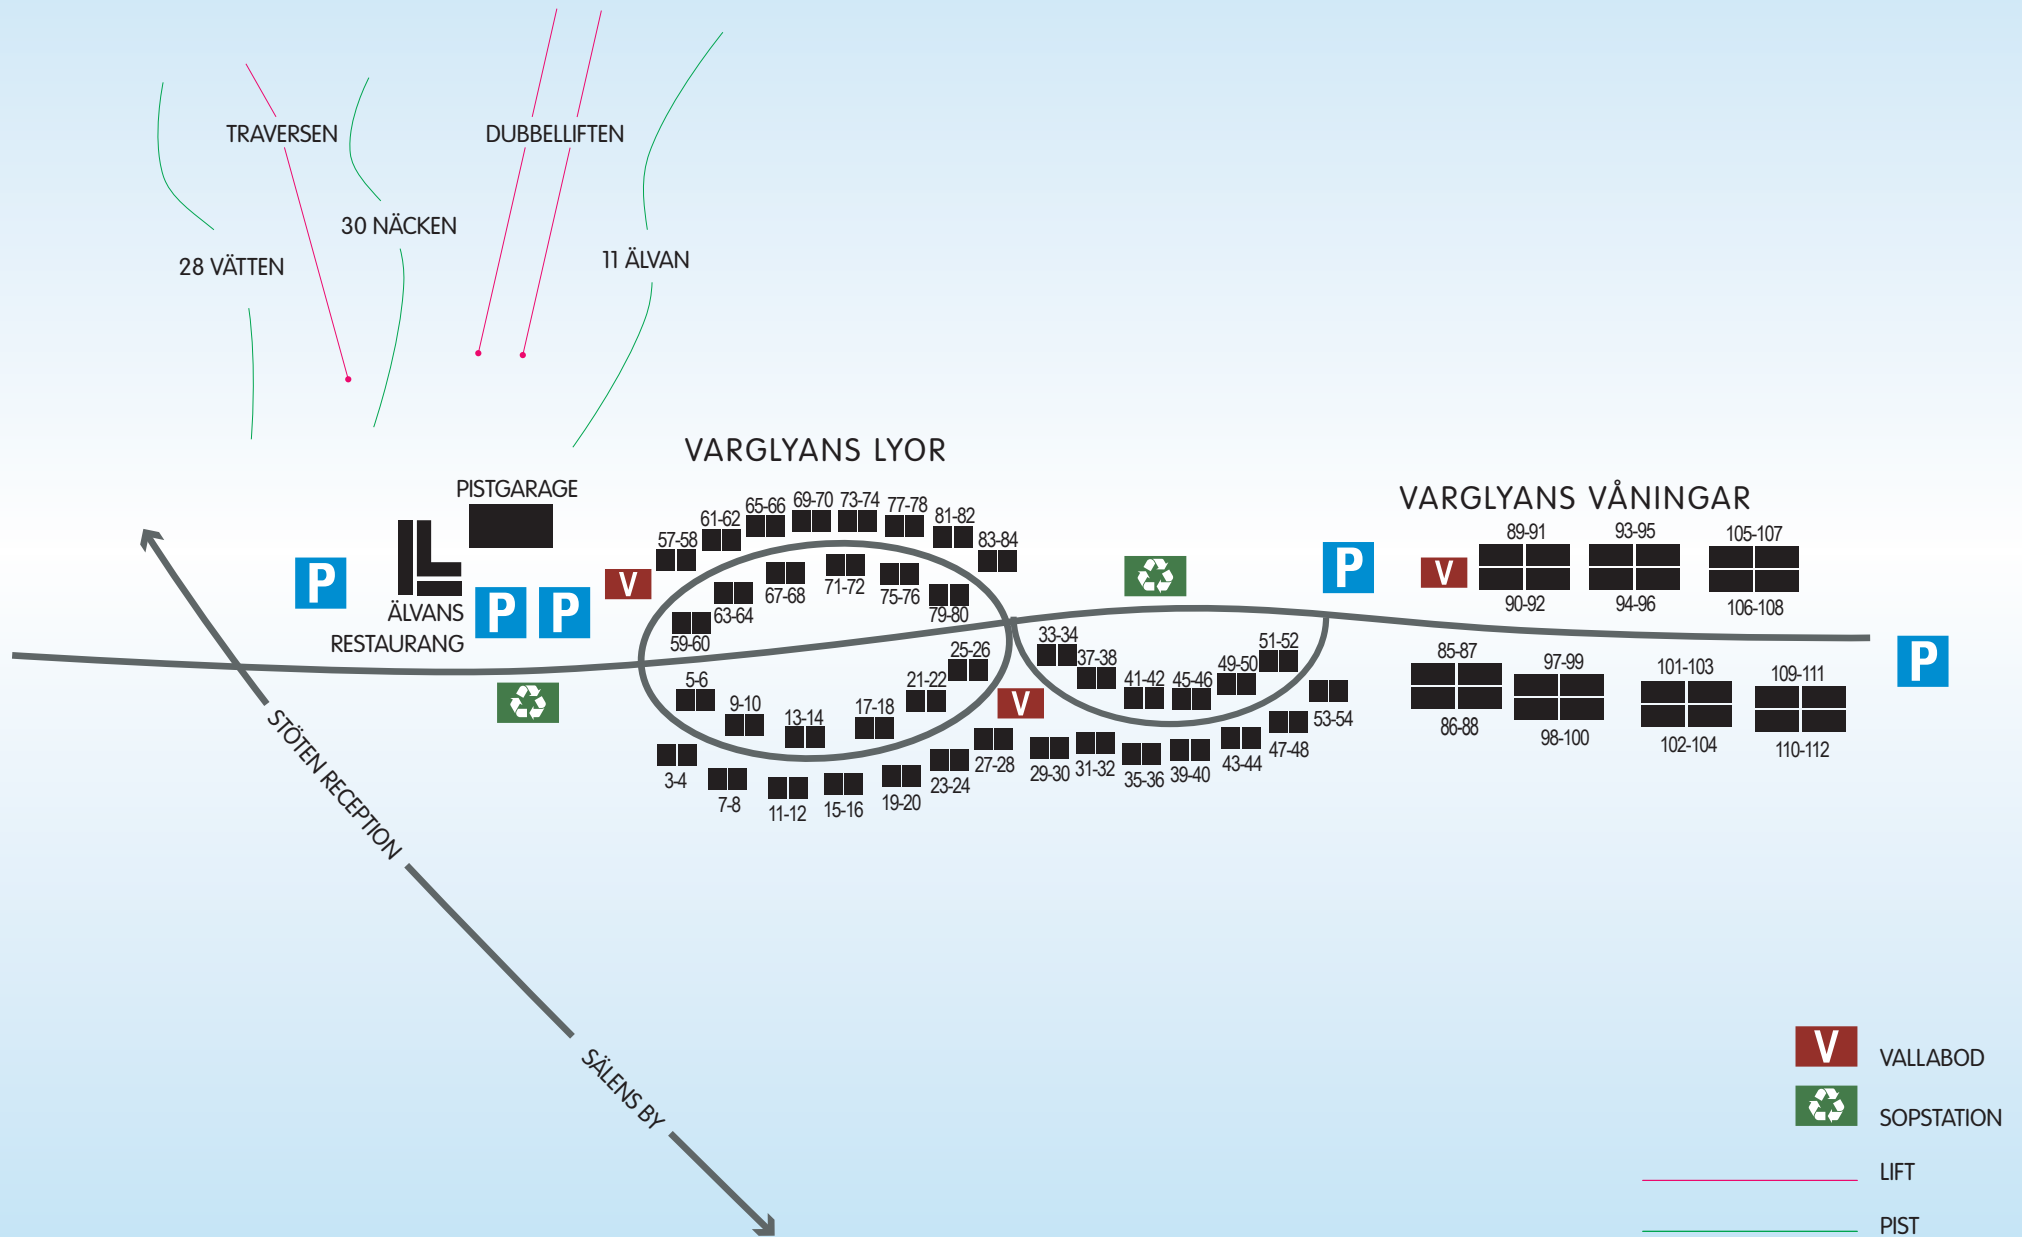 TRAVERSEN
DUBBELLIFTEN
30 NÄCKEN
28 VÄTTEN
11 ÄLVAN
VARGLYANS LYOR
PISTGARAGE
ÄLVANS
RESTAURANG
P
P
P
V
57-58
61-62
65-66
69-70
73-74
77-78
81-82
83-84
59-60
63-64
67-68
71-72
75-76
79-80
5-6
9-10
13-14
17-18
21-22
25-26
3-4
7-8
11-12
15-16
19-20
23-24
27-28
V
33-34
37-38
41-42
45-46
49-50
51-52
29-30
31-32
35-36
39-40
43-44
47-48
53-54
P
VARGLYANS VÅNINGAR
V
89-91
93-95
105-107
90-92
94-96
106-108
85-87
97-99
101-103
109-111
86-88
98-100
102-104
110-112
P
STÖTEN RECEPTION
SÄLENS BY
V VALLABOD
SOPSTATION
LIFT
PIST